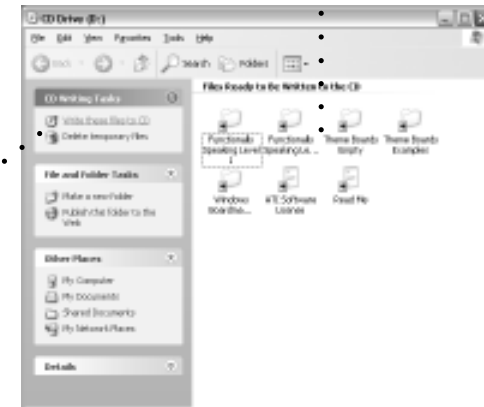 CD Drive (D:)
File Edit View Favorites Tools Help
Back Search Folders
CD Writing Tasks
Write these files to CD
Delete temporary files
File and Folder Tasks
Make a new folder
Publish this folder to the
Web
Other Places
My Computer
My Documents
Shared Documents
My Network Places
Details
Files Ready to Be Written to the CD
Functionals Functionals Theme Boards Theme Boards
Speaking Level Speaking Le... Empty Examples
1
Windows Software Read Me
Boardma... License